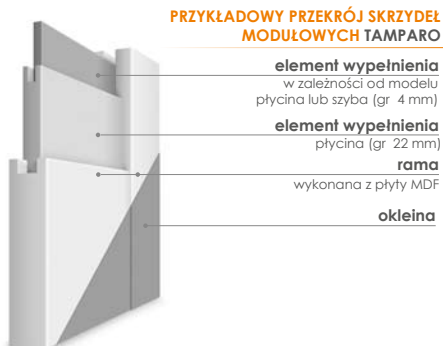 PRZYKŁADOWY PRZEKRÓJ SKRZYDEŁ
MODUŁOWYCH TAMPARO
element wypełnienia
w zależności od modelu
płycina lub szyba (gr 4 mm)
element wypełnienia
płycina (gr 22 mm)
rama
wykonana z płyty MDF
okleina